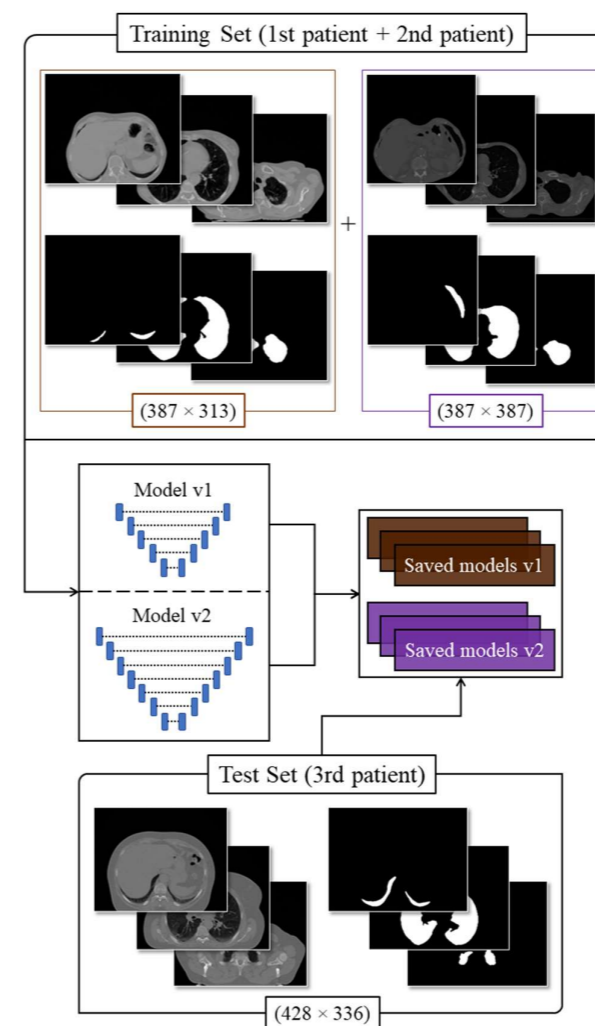 Training Set (1st patient + 2nd patient)
+
(387 × 313)
(387 × 387)
Model v1
Model v2
Saved models v1
Saved models v2
Test Set (3rd patient)
(428 × 336)